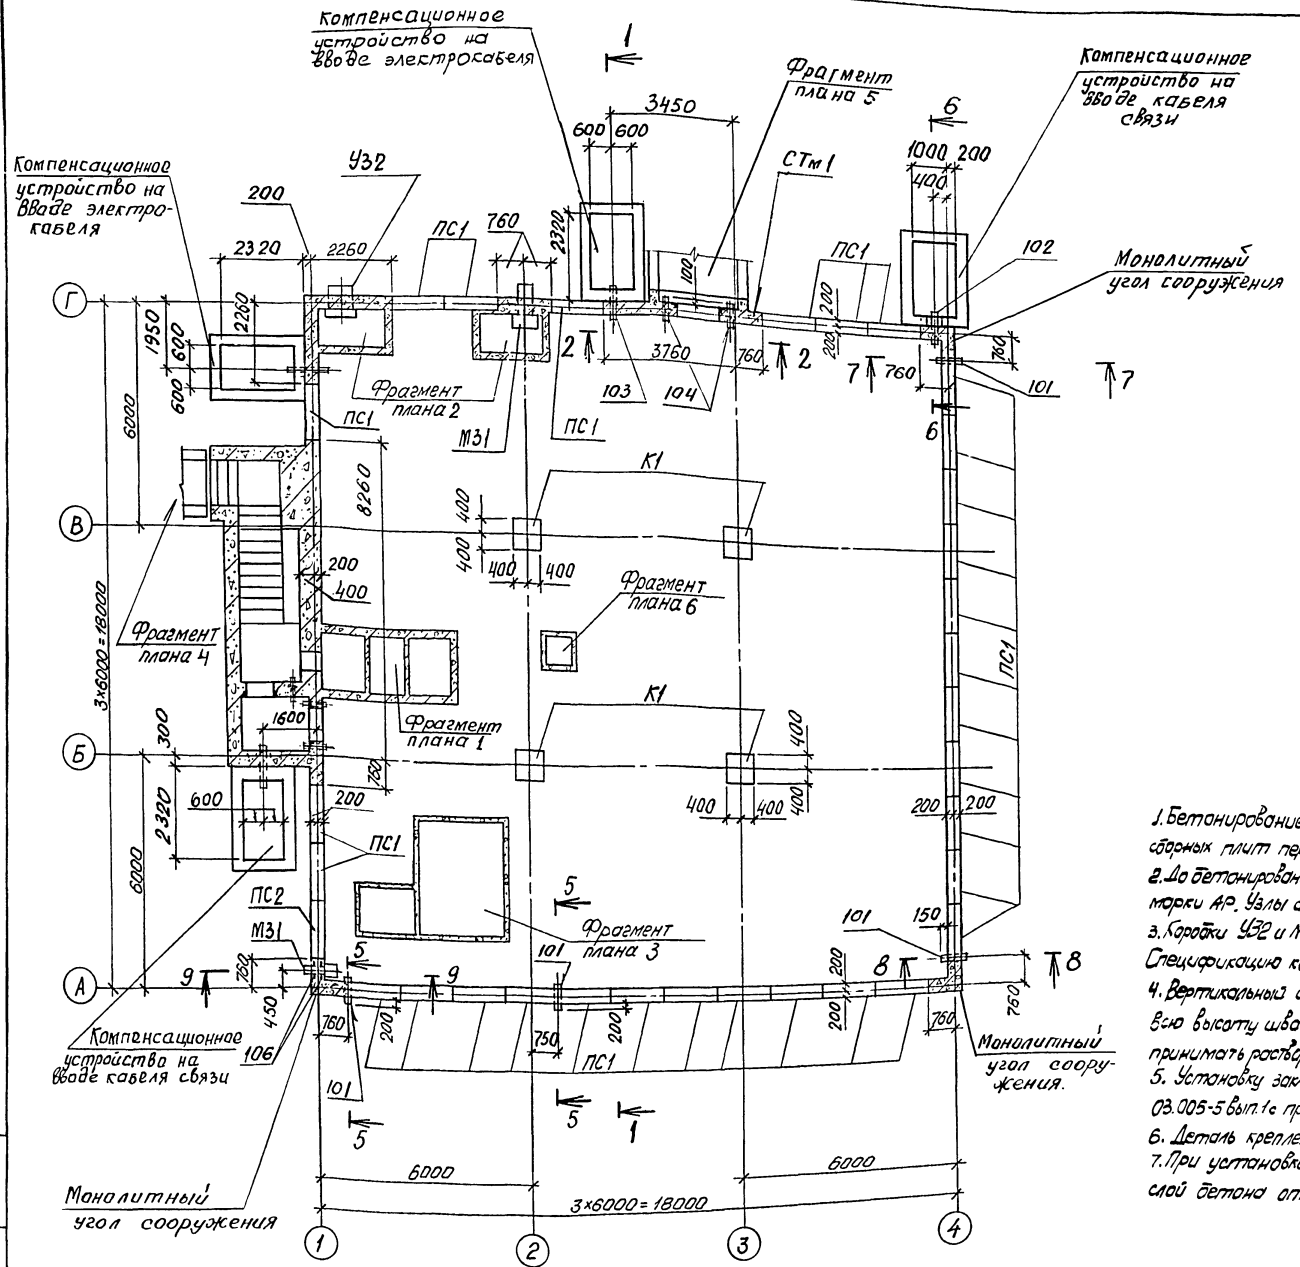 Компенсационное
устройство на
вводе электрокабеля
1
Фрагмент
плана 5
Компенсационное
устройство на
вводе кабеля
связи
3450
600 600
6
1000 200
400
Компенсационное
устройство на
вводе электро-
кабеля
УЗ2
СТм1
200
2320
2260
ПС1
760
2320
100
ПС1
102
Монолитный
угол сооружения
Г
1950
600
600
2260
200
200
2
3760
760
2
7
760
760
7
101
6
6000
Фрагмент
плана 2
103
104
ПС1
МЗ1
ПС1
К1
8260
В
400
400
400
400
200
400
Фрагмент
плана 6
Фрагмент
плана 4
3×6000=18000
ПС1
К1
1600
Фрагмент
плана 1
300
Б
760
400
400
400
400
600
2320
200
200
200
6000
ПС1
ПС2
МЗ1
5
Фрагмент
плана 3
101
101
150
9
760
5
9
200
8
8
А
450
760
200
750
200
200
760
760
Компенсационное
устройство на
вводе кабеля связи
106
101
ПС1
Монолитный
угол соору-
жения.
5
5
1
6000
6000
3×6000=18000
Монолитный
угол сооружения
1
2
3
4
1. Бетонирование
сборных плит пе
2. До бетонирован
марки АР. Узлы
3. Коробки УЗ2 и М
Спецификацию к
4. Вертикальный
всю высоту шва
принимать раство
5. Установку зак
03.005-5 вып.1с пр
6. Деталь крепле
7. При установк
слой бетона от